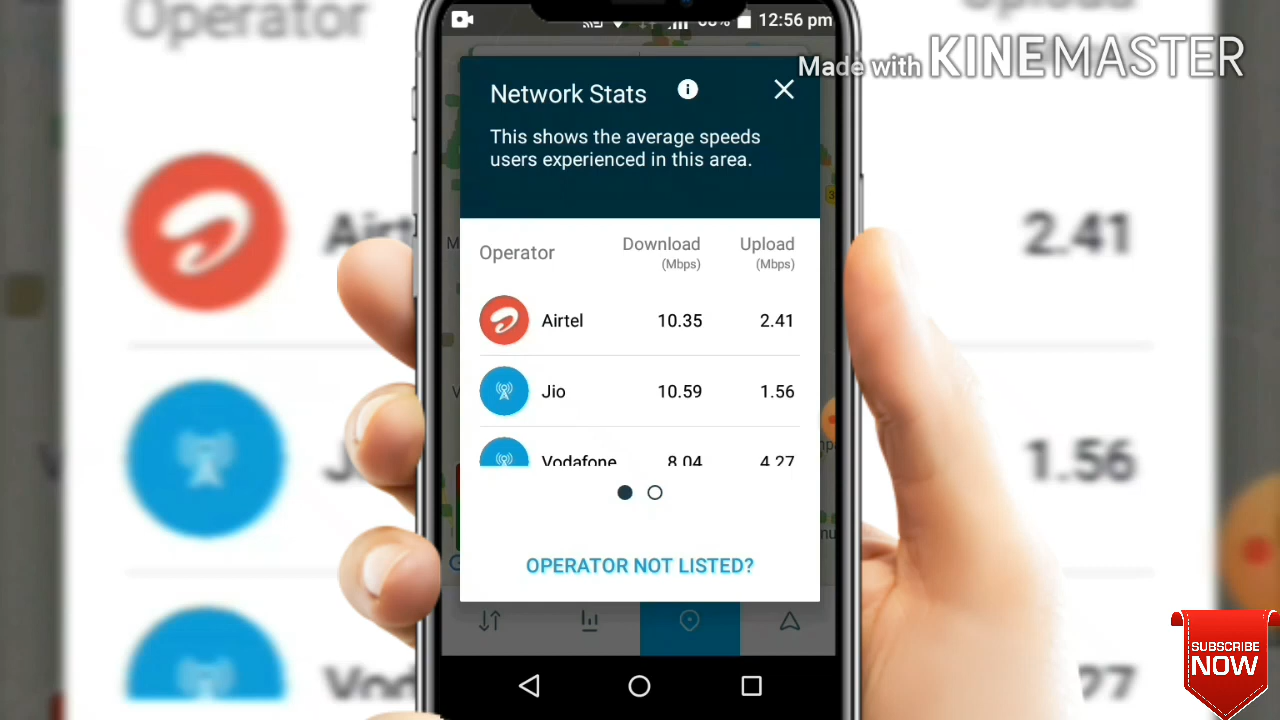 12:56 pm
Made with KINEMASTER
Network Stats
This shows the average speeds
users experienced in this area.
Operator
Download
(Mbps)
Upload
(Mbps)
Airtel 10.35 2.41
Jio 10.59 1.56
Vodafone 8.04 4.27
OPERATOR NOT LISTED?
Operator
2.41
1.56
SUBSCRIBE
NOW